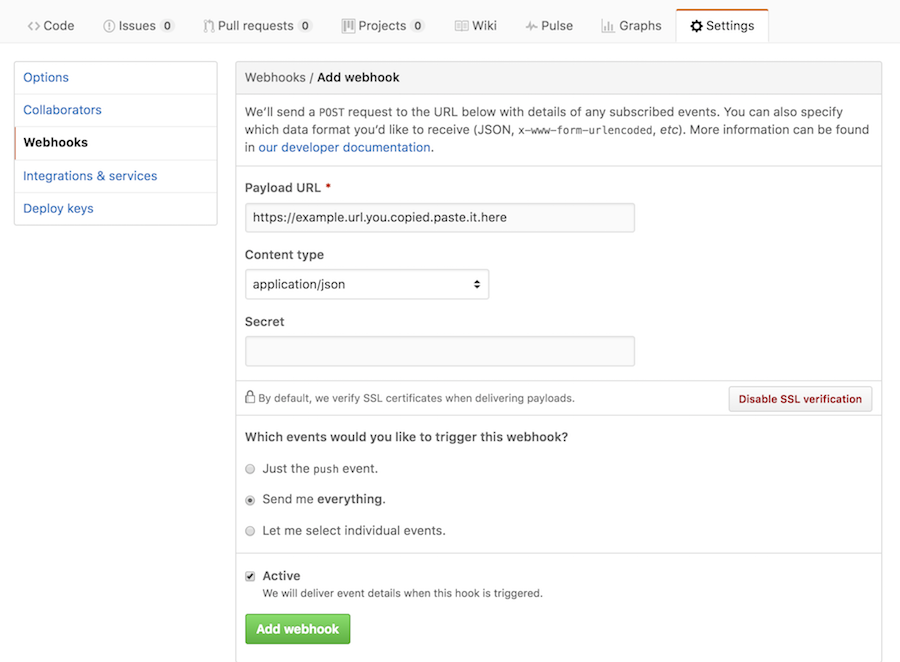 Code Issues 0 Pull requests 0 Projects 0 Wiki Pulse Graphs Settings
Options
Collaborators
Webhooks
Integrations & services
Deploy keys
Webhooks / Add webhook
We’ll send a POST request to the URL below with details of any subscribed events. You can also specify
which data format you’d like to receive (JSON, x-www-form-urlencoded, etc). More information can be found
in our developer documentation.
Payload URL *
https://example.url.you.copied.paste.it.here
Content type
application/json
Secret
By default, we verify SSL certificates when delivering payloads.
Disable SSL verification
Which events would you like to trigger this webhook?
Just the push event.
Send me everything.
Let me select individual events.
Active
We will deliver event details when this hook is triggered.
Add webhook